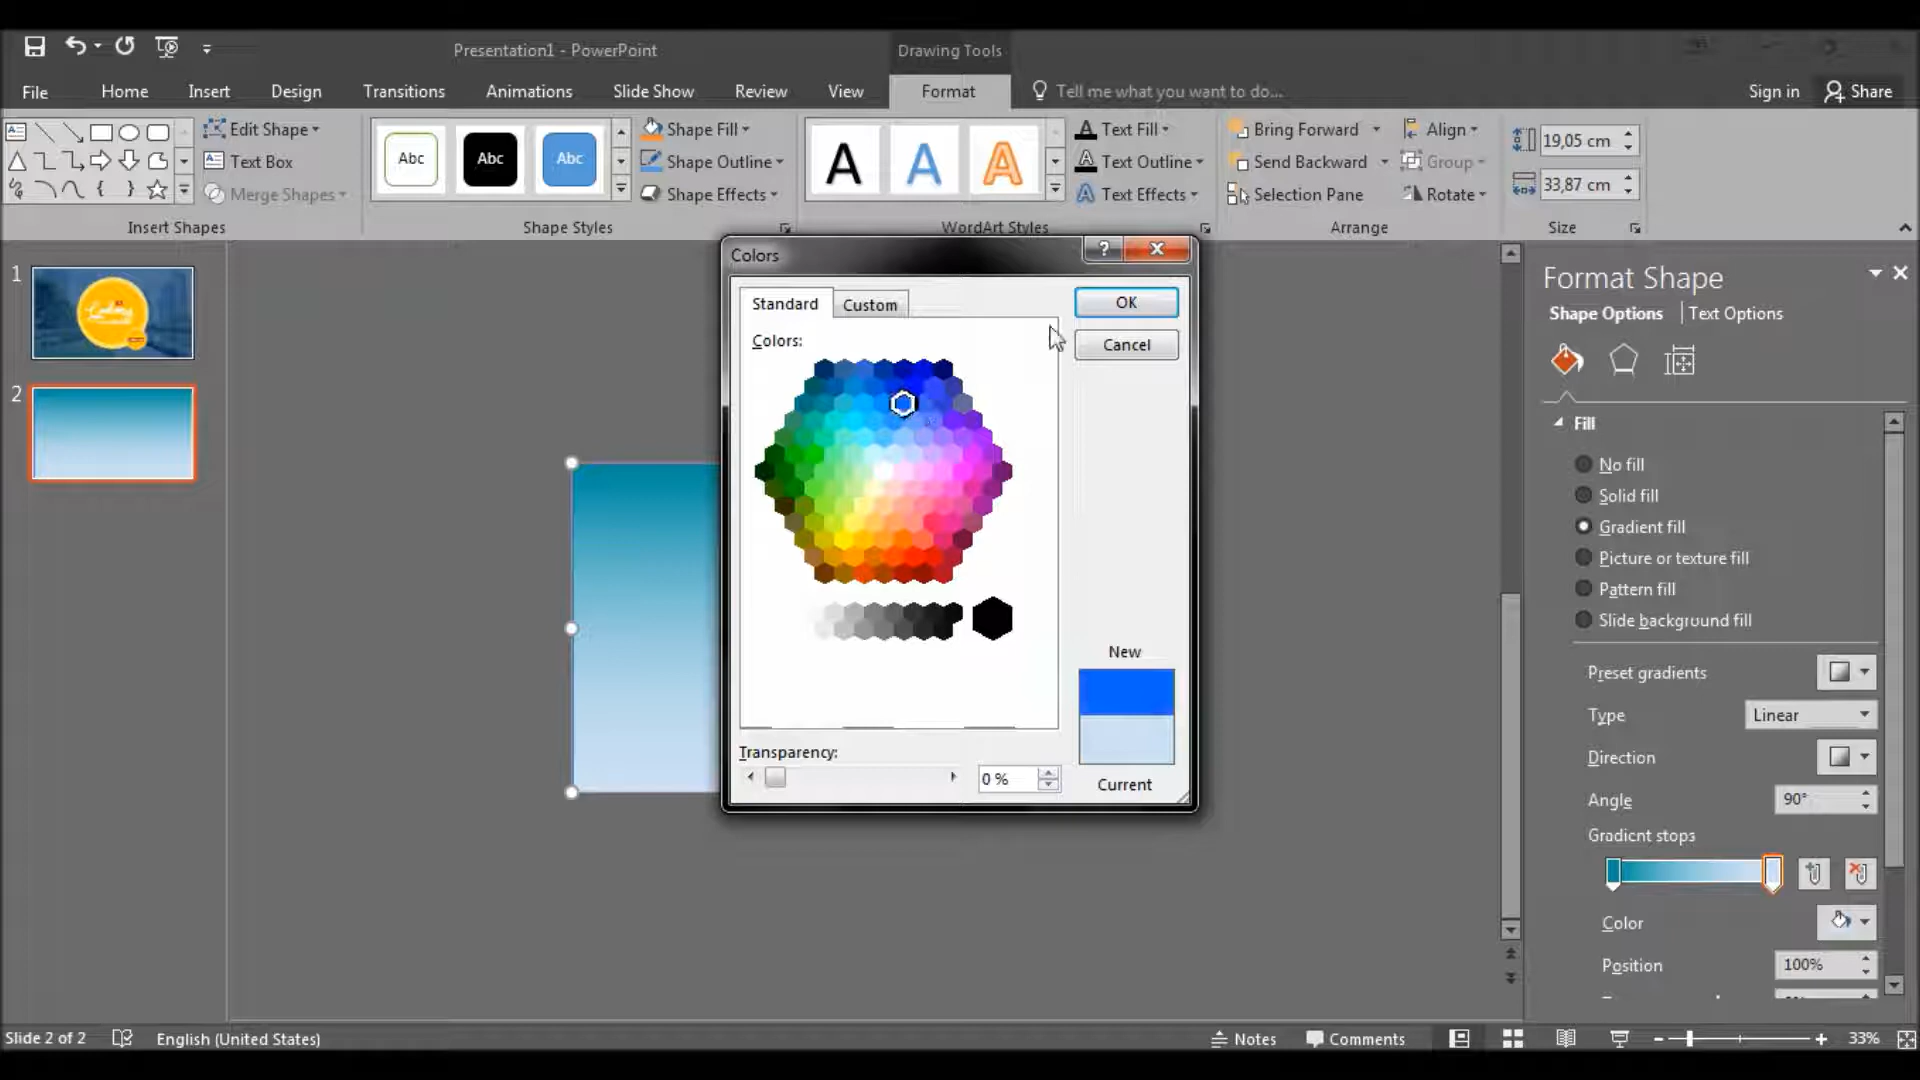 Presentation1 - PowerPoint
Drawing Tools
File
Home
Insert
Design
Transitions
Animations
Slide Show
Review
View
Format
Tell me what you want to do...
Sign in
Share
Edit Shape
Text Box
Merge Shapes
Insert Shapes
Abc
Abc
Abc
Shape Fill
Shape Outline
Shape Effects
Shape Styles
A
A
A
Text Fill
Text Outline
Text Effects
WordArt Styles
Bring Forward
Send Backward
Selection Pane
Align
Group
Rotate
Arrange
19,05 cm
33,87 cm
Size
1
2
Colors
?
Standard
Custom
OK
Cancel
Colors:
New
Current
Transparency:
0 %
Format Shape
Shape Options
Text Options
Fill
No fill
Solid fill
Gradient fill
Picture or texture fill
Pattern fill
Slide background fill
Preset gradients
Type
Linear
Direction
Angle
90°
Gradient stops
Color
Position
100%
Slide 2 of 2
English (United States)
Notes
Comments
33%